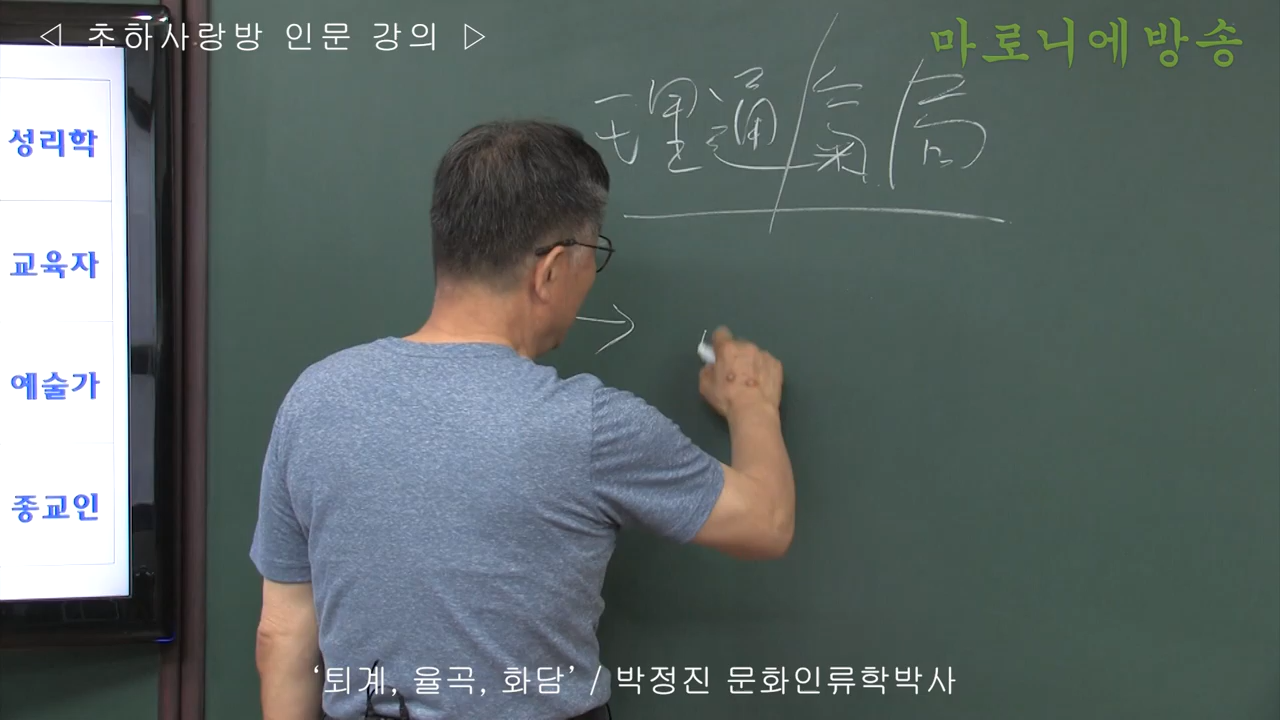 ◁ 초하사랑방 인문 강의 ▷
마로니에방송
理通/氣/局
→
성리학
교육자
예술가
종교인
‘퇴계, 율곡, 화담’ / 박정진 문화인류학박사